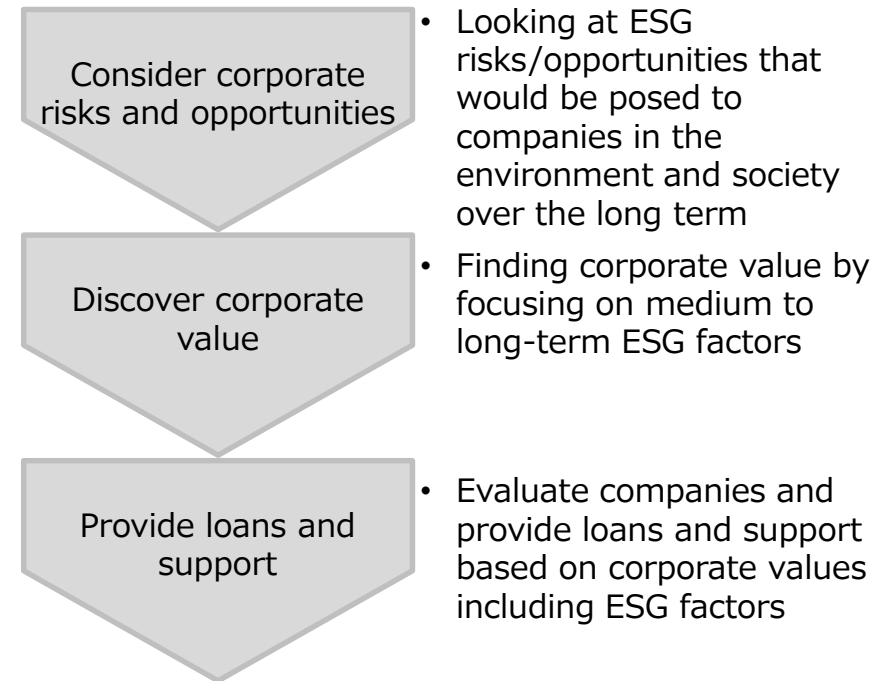 Consider corporate
risks and opportunities
• Looking at ESG
risks/opportunities that
would be posed to
companies in the
environment and society
over the long term
Discover corporate
value
• Finding corporate value by
focusing on medium to
long-term ESG factors
Provide loans and
support
• Evaluate companies and
provide loans and support
based on corporate values
including ESG factors